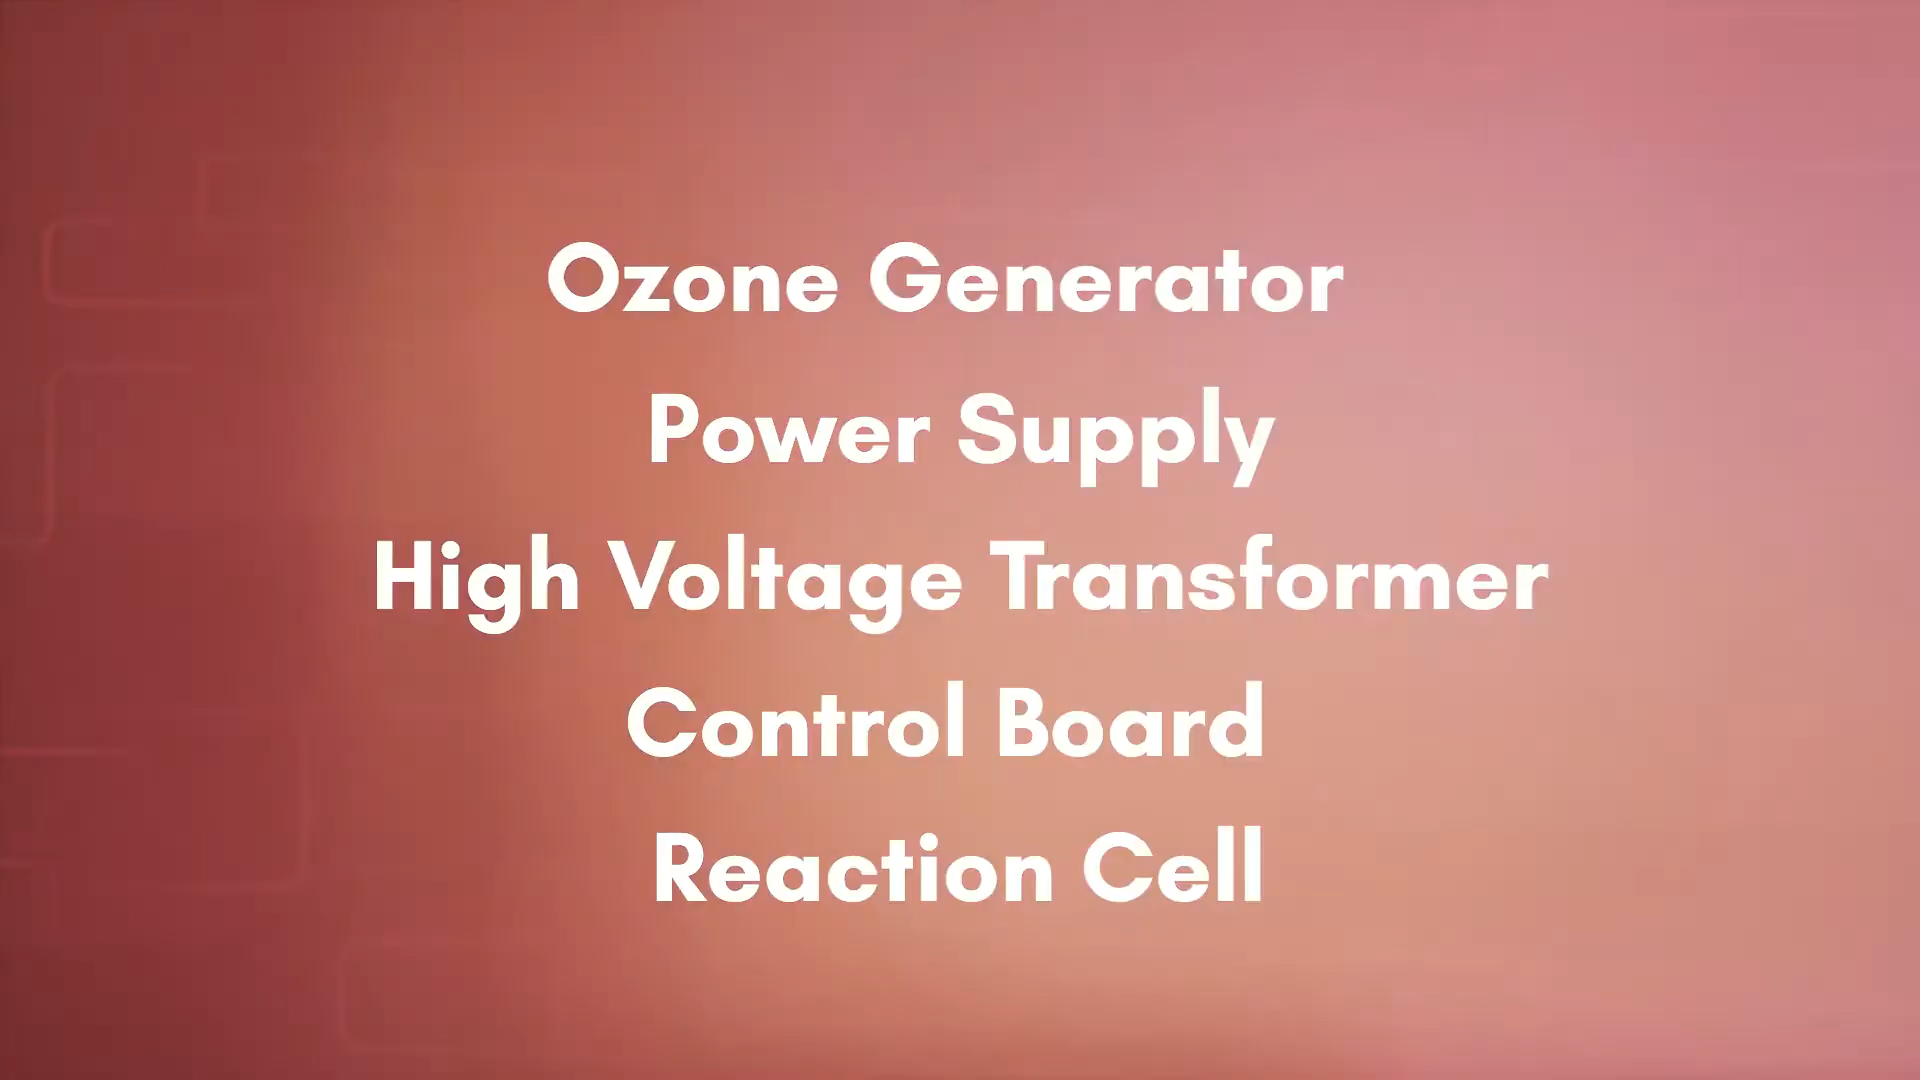 Ozone Generator
Power Supply
High Voltage Transformer
Control Board
Reaction Cell